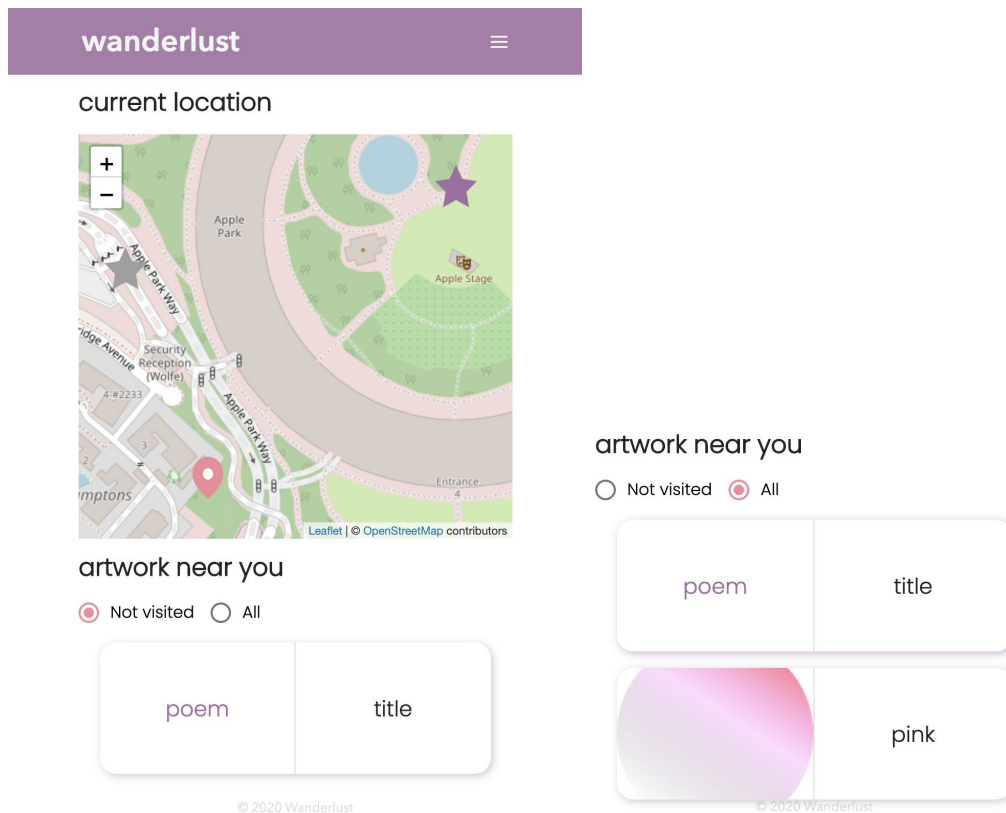 wanderlust
current location
+
−
Apple
Park
Apple Park Way
Apple Stage
Security
Reception
(Wolfe)
4-#2233
Apple Park Way
3
2
Entrance
4
Leaflet | © OpenStreetMap contributors
artwork near you
Not visited All
poem title
© 2020 Wanderlust
artwork near you
Not visited All
poem title
pink
© 2020 Wanderlust